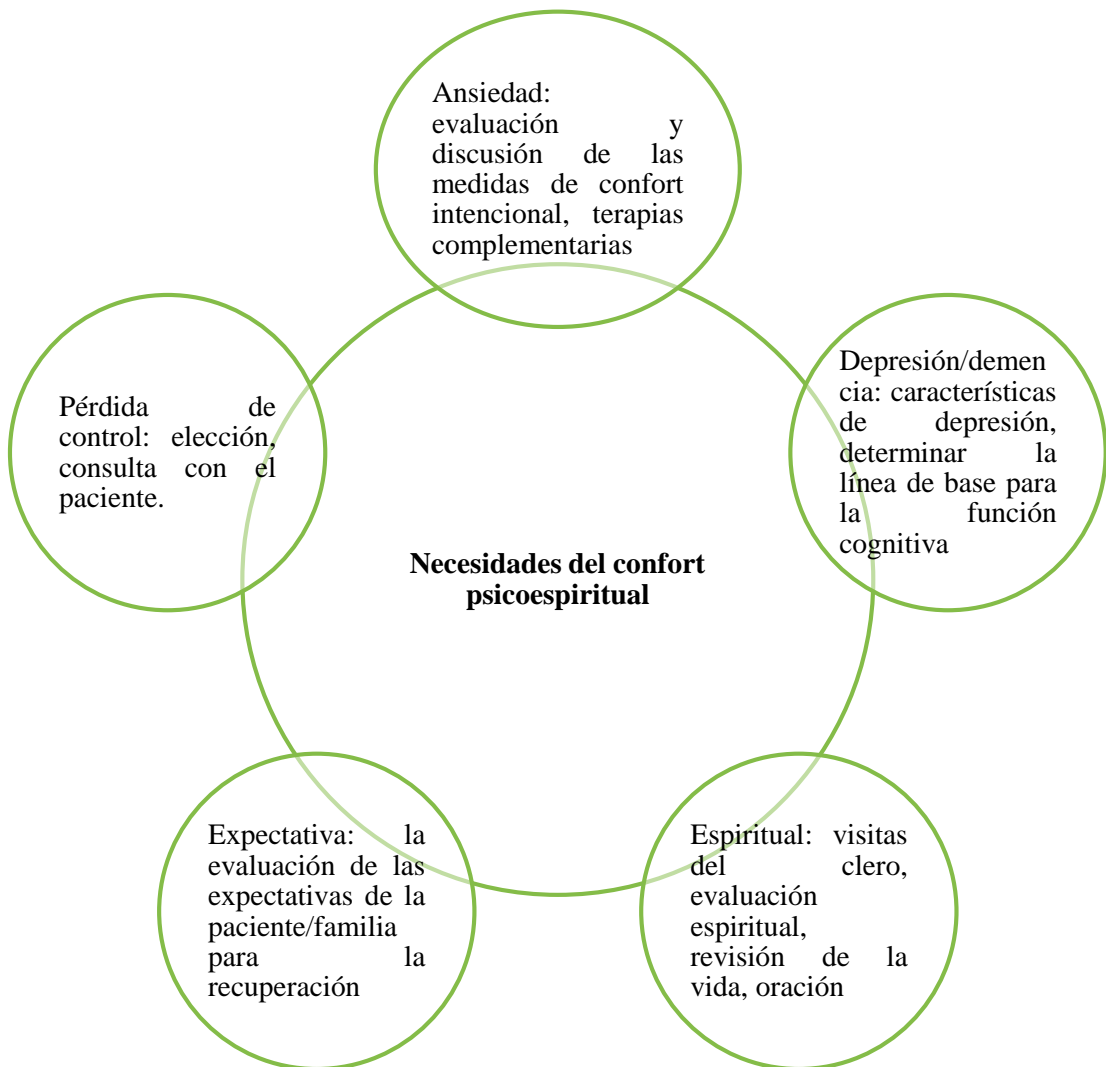 Ansiedad:
evaluación y
discusión de las
medidas de confort
intencional, terapias
complementarias
Depresión/demen
cia: características
de depresión,
determinar la
línea de base para
la función
cognitiva
Pérdida de
control: elección,
consulta con el
paciente.
Necesidades del confort
psicoespiritual
Expectativa: la
evaluación de las
expectativas de la
paciente/familia
para la
recuperación
Espiritual: visitas
del clero,
evaluación
espiritual,
revisión de la
vida, oración